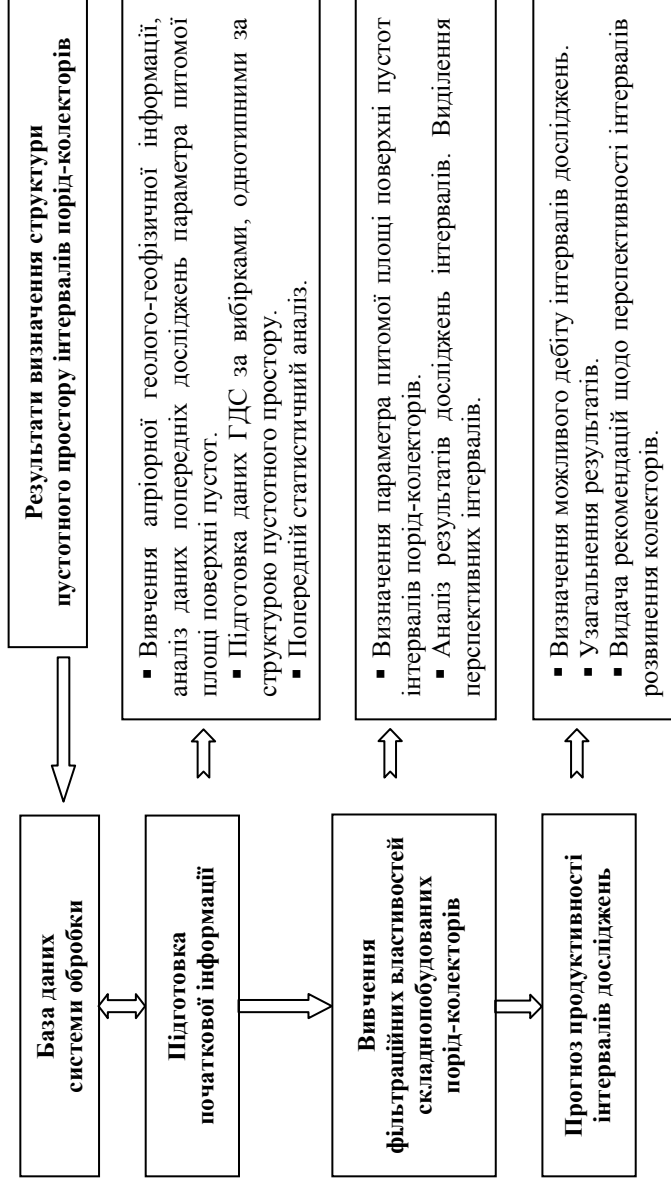 База даних
системи обробки
Результати визначення структури
пустотного простору інтервалів порід-колекторів
Підготовка
початкової інформації
▪ Вивчення апріорної геолого-геофізичної інформації,
аналіз даних попередніх досліджень параметра питомої
площі поверхні пустот.
▪ Підготовка даних ГДС за вибірками, однотипними за
структурою пустотного простору.
▪ Попередній статистичний аналіз.
Вивчення
фільтраційних властивостей
складнопобудованих
порід-колекторів
▪ Визначення параметра питомої площі поверхні пустот
інтервалів порід-колекторів.
▪ Аналіз результатів досліджень інтервалів. Виділення
перспективних інтервалів.
Прогноз продуктивності
інтервалів досліджень
▪ Визначення можливого дебіту інтервалів досліджень.
▪ Узагальнення результатів.
▪ Видача рекомендацій щодо перспективності інтервалів
розвинення колекторів.